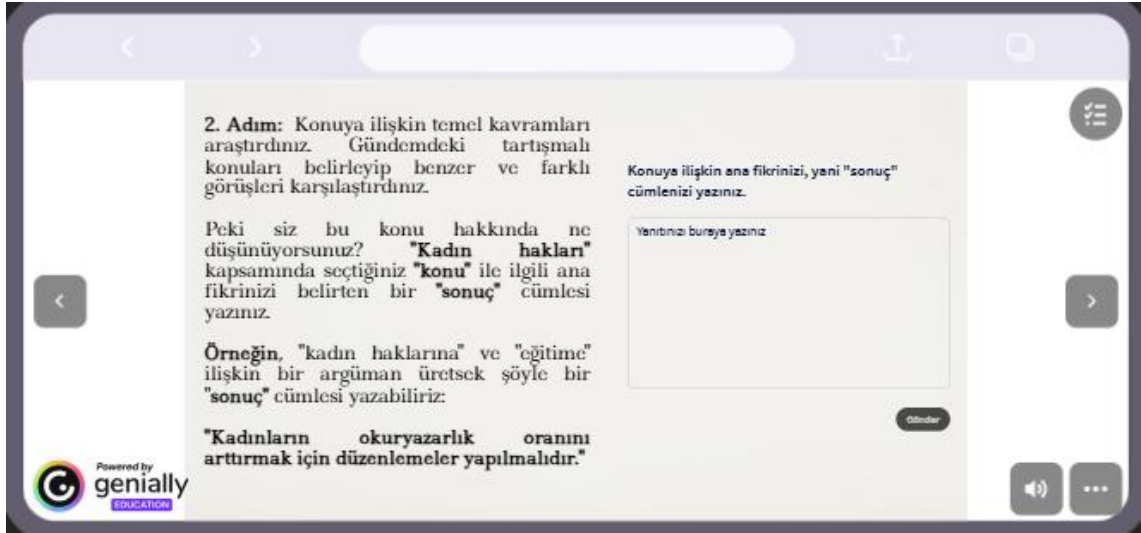 2. Adım: Konuya ilişkin temel kavramları
araştırdınız. Gündemdeki tartışmalı
konuları belirleyip benzer ve farklı
görüşleri karşılaştırdınız.
Peki siz bu konu hakkında ne
düşünüyorsunuz? "Kadın hakları"
kapsamında seçtiğiniz "konu" ile ilgili ana
fikrinizi belirten bir "sonuç" cümlesi
yazınız.
Örneğin, "kadın haklarına" ve "eğitime"
ilişkin bir argüman üretsek şöyle bir
"sonuç" cümlesi yazabiliriz:
"Kadınların okuryazarlık oranını
arttırmak için düzenlemeler yapılmalıdır."
Konuya ilişkin ana fikrinizi, yani "sonuç"
cümlenizi yazınız.
Yanıtınızı buraya yazınız
Gönder
Powered by
genially
EDUCATION